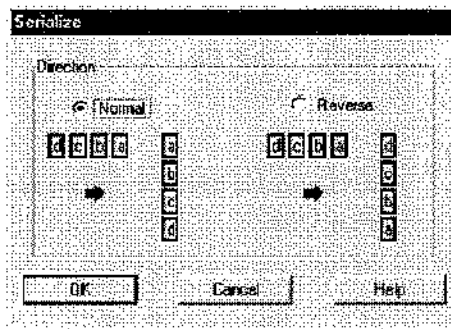 Serialize
Direction
Normal Reverse
d c b a a d c b a d
b c
c b
d a
OK Cancel Help